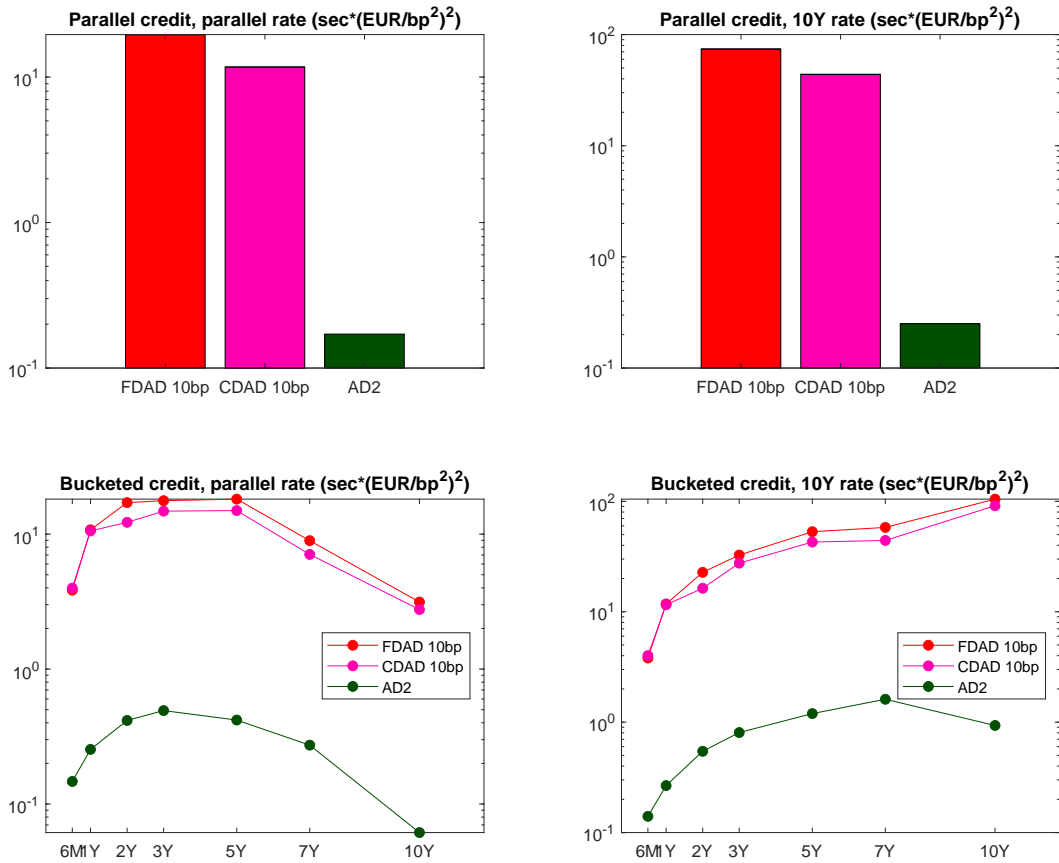 Parallel credit, parallel rate (sec*(EUR/bp²)²)
10¹
10⁰
10⁻¹
FDAD 10bp CDAD 10bp AD2
Parallel credit, 10Y rate (sec*(EUR/bp²)²)
10²
10¹
10⁰
10⁻¹
FDAD 10bp CDAD 10bp AD2
Bucketed credit, parallel rate (sec*(EUR/bp²)²)
10¹
10⁰
10⁻¹
FDAD 10bp
CDAD 10bp
AD2
6M 1Y 2Y 3Y 5Y 7Y 10Y
Bucketed credit, 10Y rate (sec*(EUR/bp²)²)
10²
10¹
10⁰
10⁻¹
FDAD 10bp
CDAD 10bp
AD2
6M 1Y 2Y 3Y 5Y 7Y 10Y